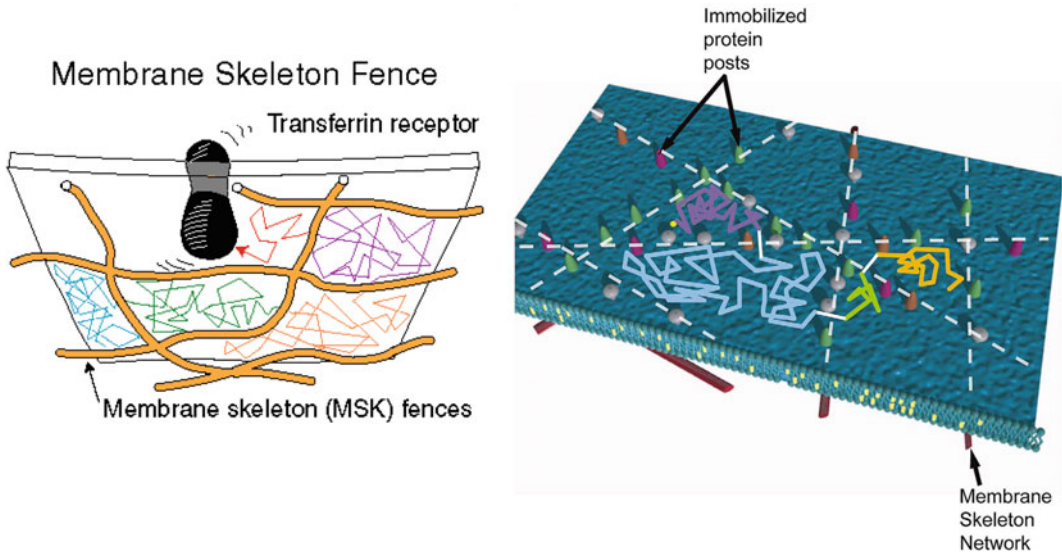 Membrane Skeleton Fence
Transferrin receptor
Membrane skeleton (MSK) fences
Immobilized
protein
posts
Membrane
Skeleton
Network